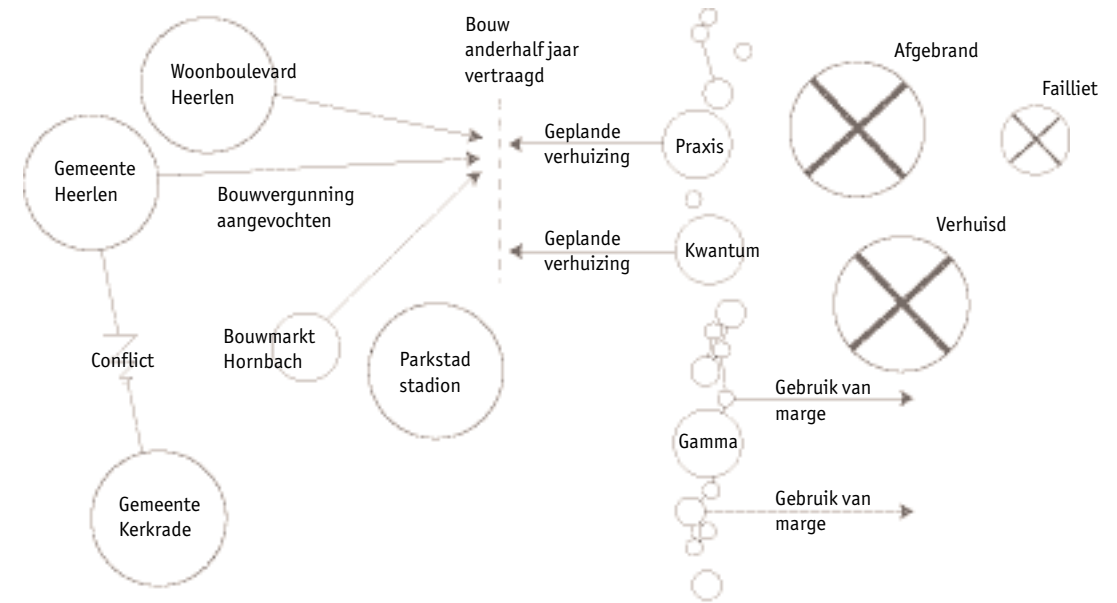 Bouw
anderhalf jaar
vertraagd
Woonboulevard
Heerlen
Gemeente
Heerlen
Bouwvergunning
aangevochten
Geplande
verhuizing
Praxis
Afgebrand
Failliet
Geplande
verhuizing
Kwantum
Verhuisd
Conflict
Bouwmarkt
Hornbach
Parkstad
stadion
Gebruik van
marge
Gamma
Gemeente
Kerkrade
Gebruik van
marge